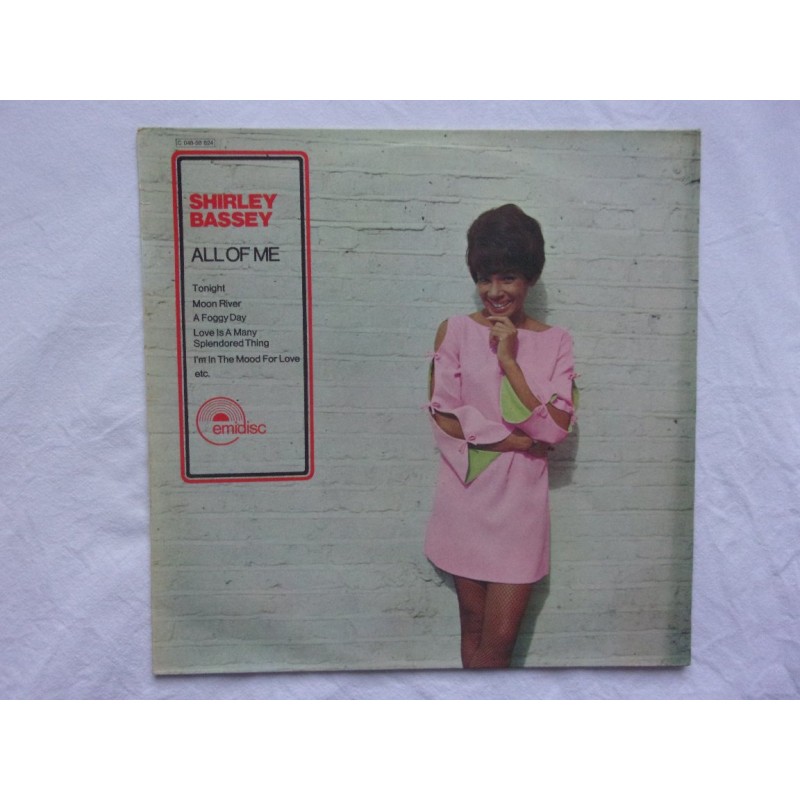 SHIRLEY
BASSEY
ALL OF ME
Tonight
Moon River
A Foggy Day
Love Is A Many
Splendored Thing
I'm In The Mood For Love
etc.
emidisc